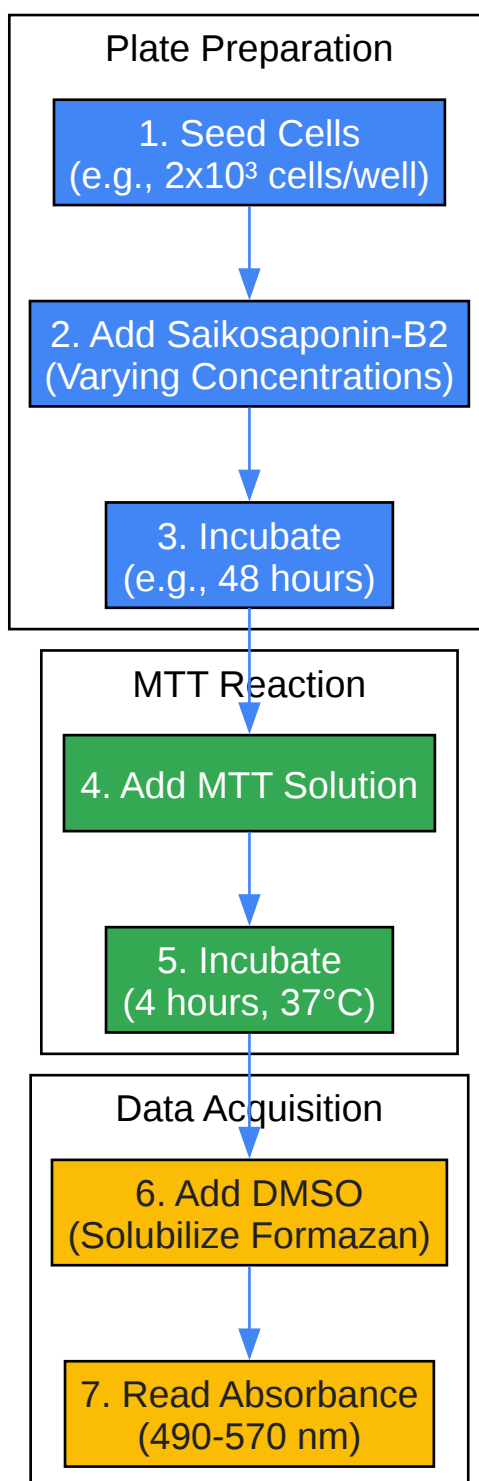 Plate Preparation
1. Seed Cells
(e.g., 2x10³ cells/well)
2. Add Saikosaponin-B2
(Varying Concentrations)
3. Incubate
(e.g., 48 hours)
MTT Reaction
4. Add MTT Solution
5. Incubate
(4 hours, 37°C)
Data Acquisition
6. Add DMSO
(Solubilize Formazan)
7. Read Absorbance
(490-570 nm)